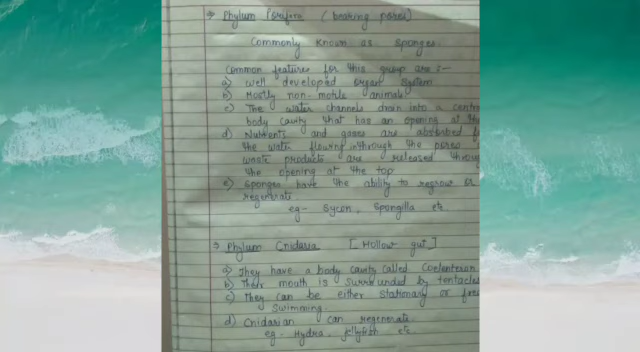 → Phylum Porifera (bearing pores)
Commonly known as Sponges.
Common features for this group are :-
a) Well developed organ system
b) Mostly non-motile animals
c) The water channels drain into a
body cavity that has an opening at
d) Nutrients and gases are absorbed
the water flowing through the pores
waste products are released
the opening at the top
e) Sponges have the ability to regrow or
regenerate
eg- Sycon, Spongilla etc
→ Phylum Cnidaria [Hollow gut]
a) They have a body cavity called Coelenteron
b) Their mouth is surrounded by tentacles
c) They can be either stationary or free
swimming.
d) Cnidarian can regenerate.
eg- Hydra, Jellyfish etc